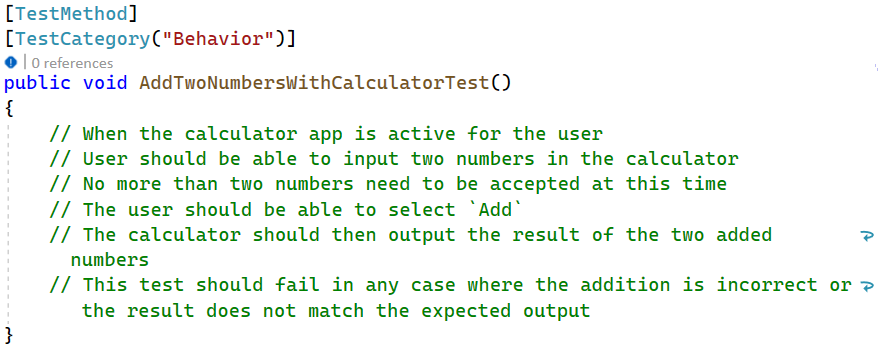 [TestMethod]
[TestCategory("Behavior")]
0 references
public void AddTwoNumbersWithCalculatorTest()
{
// When the calculator app is active for the user
// User should be able to input two numbers in the calculator
// No more than two numbers need to be accepted at this time
// The user should be able to select `Add`
// The calculator should then output the result of the two added
numbers
// This test should fail in any case where the addition is incorrect or
the result does not match the expected output
}